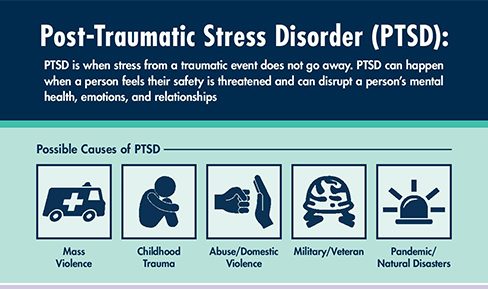 Post-Traumatic Stress Disorder (PTSD):
PTSD is when stress from a traumatic event does not go away. PTSD can happen
when a person feels their safety is threatened and can disrupt a person's mental
health, emotions, and relationships
Possible Causes of PTSD
Mass
Violence
Childhood
Trauma
Abuse/Domestic
Violence
Military/Veteran
Pandemic/
Natural Disasters